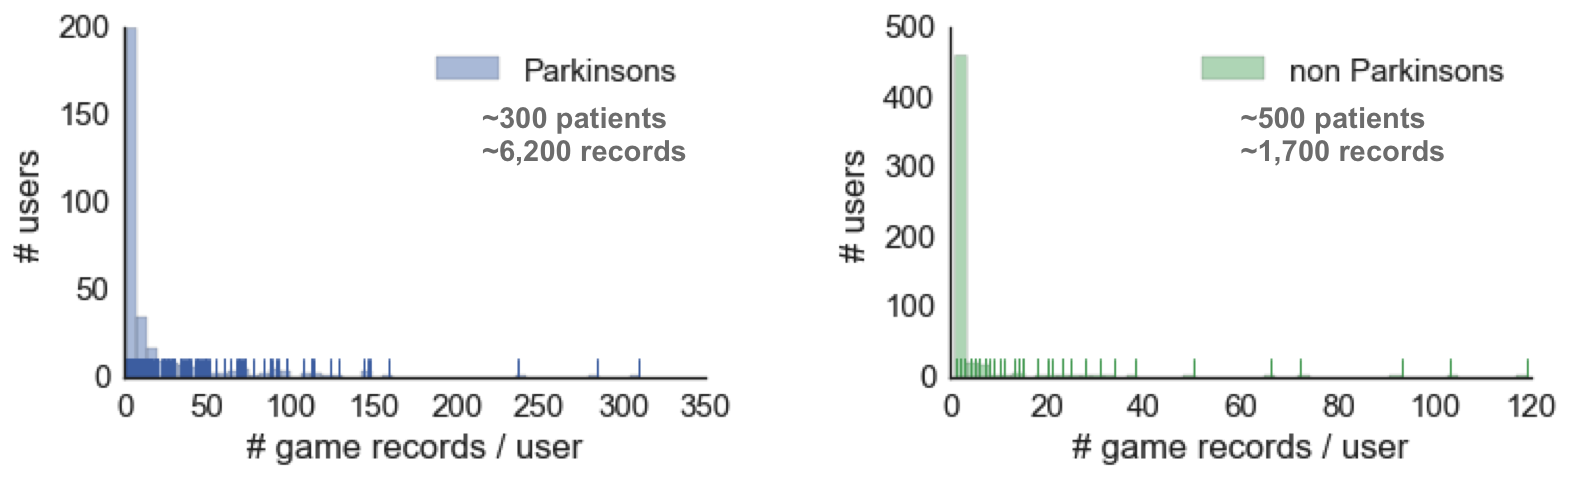 200
150
100
50
0
# users
0 50 100 150 200 250 300 350
# game records / user
Parkinsons
~300 patients
~6,200 records
500
400
300
200
100
0
# users
0 20 40 60 80 100 120
# game records / user
non Parkinsons
~500 patients
~1,700 records